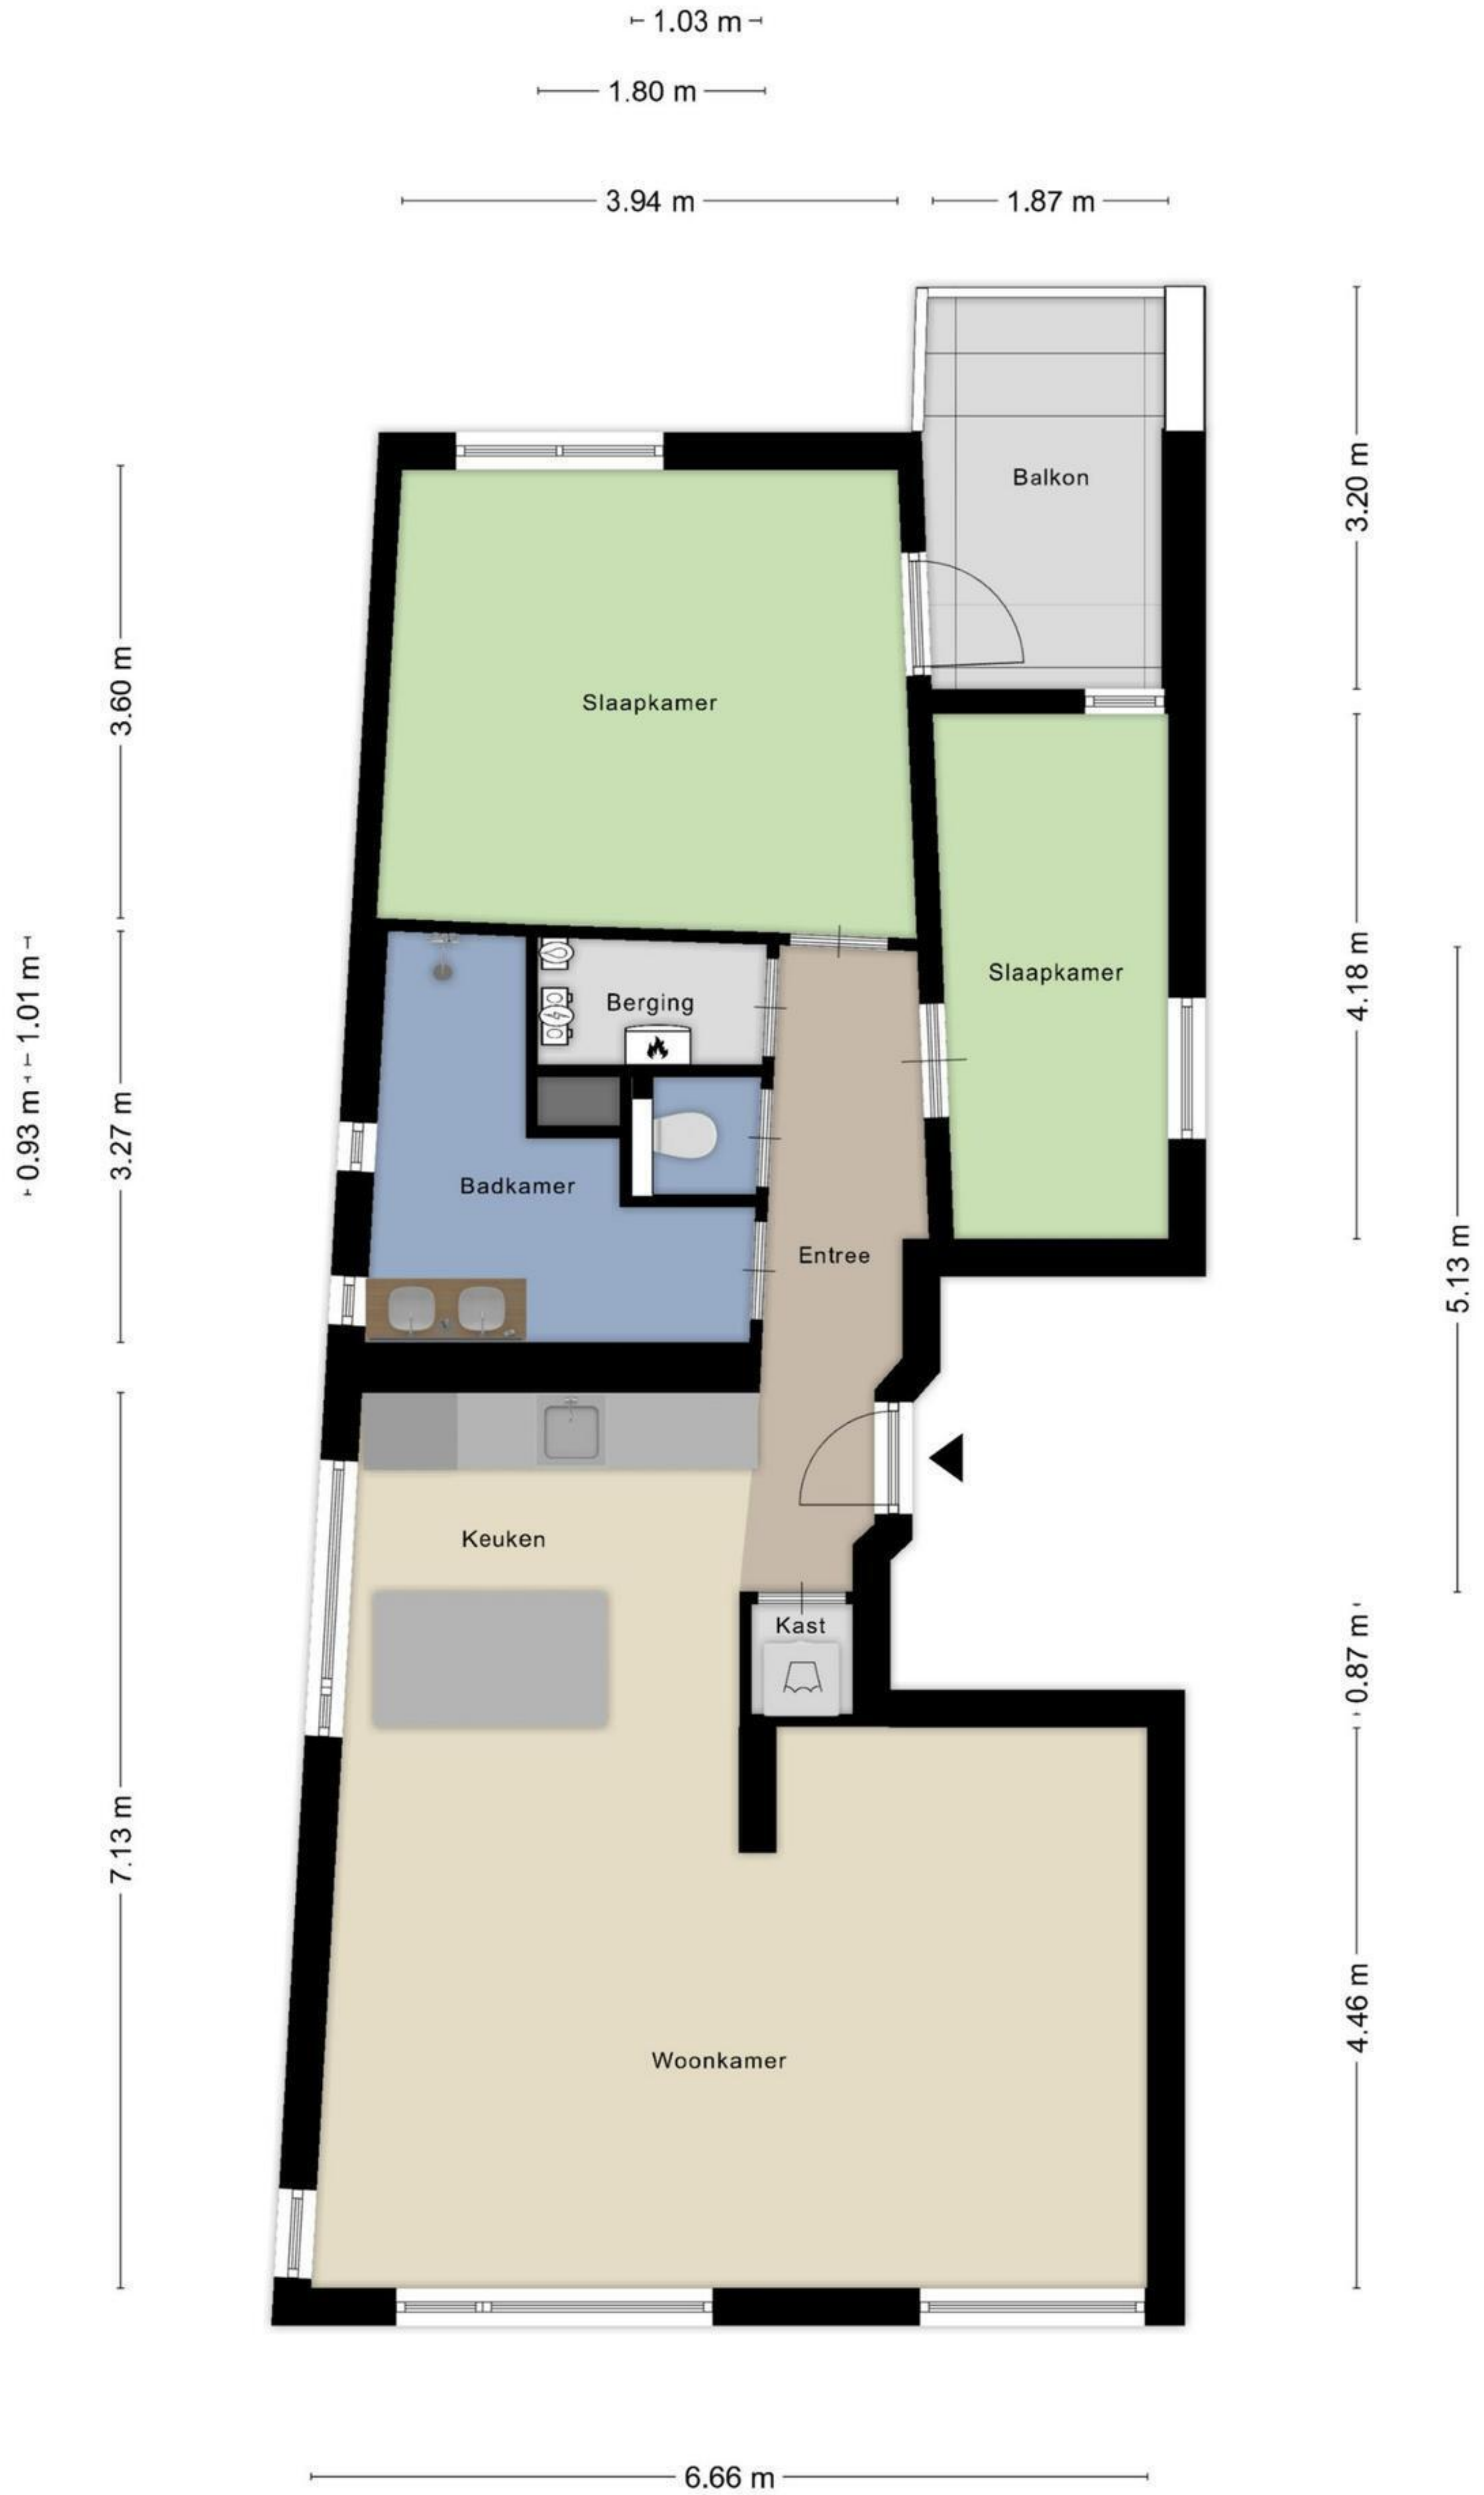 1.03 m
1.80 m
3.94 m
1.87 m
Balkon
3.20 m
3.60 m
Slaapkamer
Slaapkamer
4.18 m
1.01 m
0.93 m
3.27 m
Berging
Badkamer
Entree
5.13 m
Keuken
Kast
0.87 m
7.13 m
4.46 m
Woonkamer
6.66 m